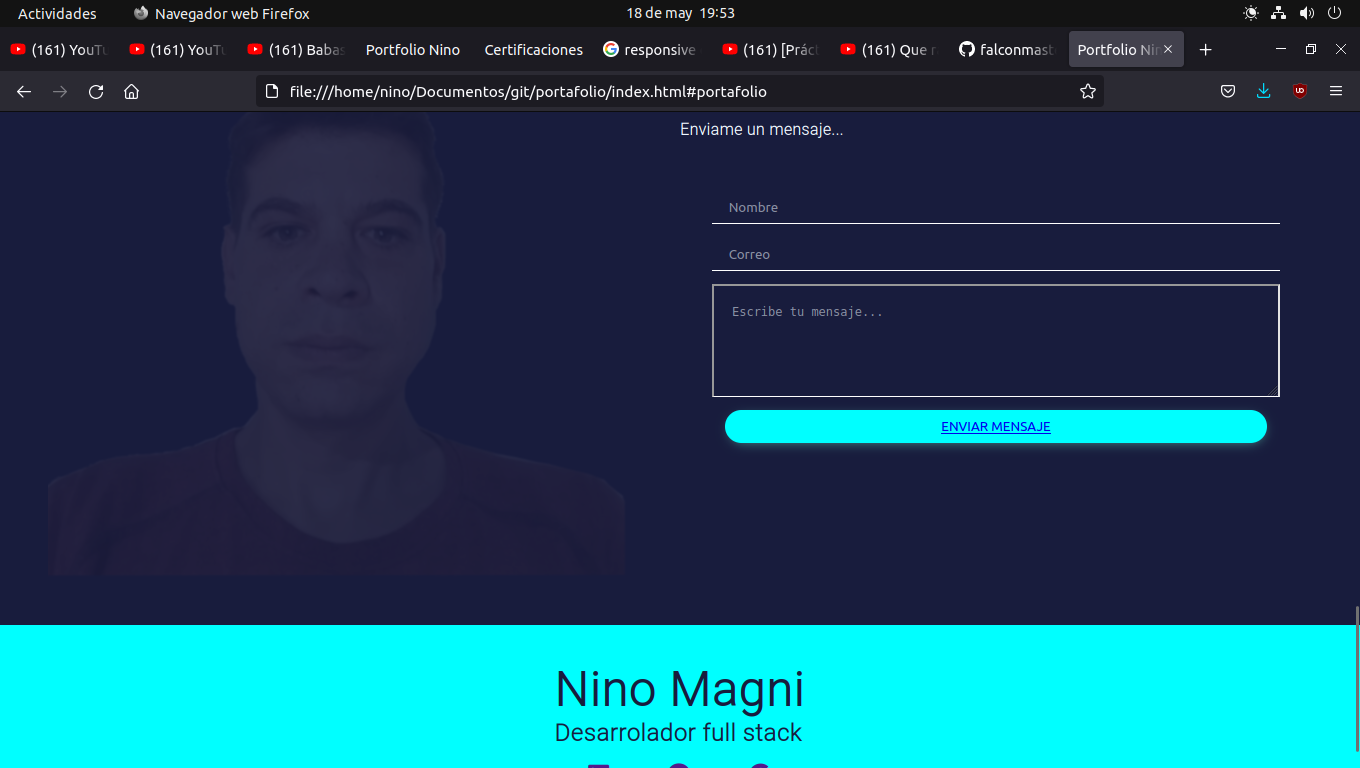 Actividades Navegador web Firefox 18 de may 19:53
(161) YouTu (161) YouTu (161) Babas Portfolio Nino Certificaciones responsive (161) [Práct (161) Que r falconmast Portfolio Nin
file:///home/nino/Documentos/git/portafolio/index.html#portafolio
Enviame un mensaje...
Nombre
Correo
Escribe tu mensaje...
ENVIAR MENSAJE
Nino Magni
Desarrolador full stack